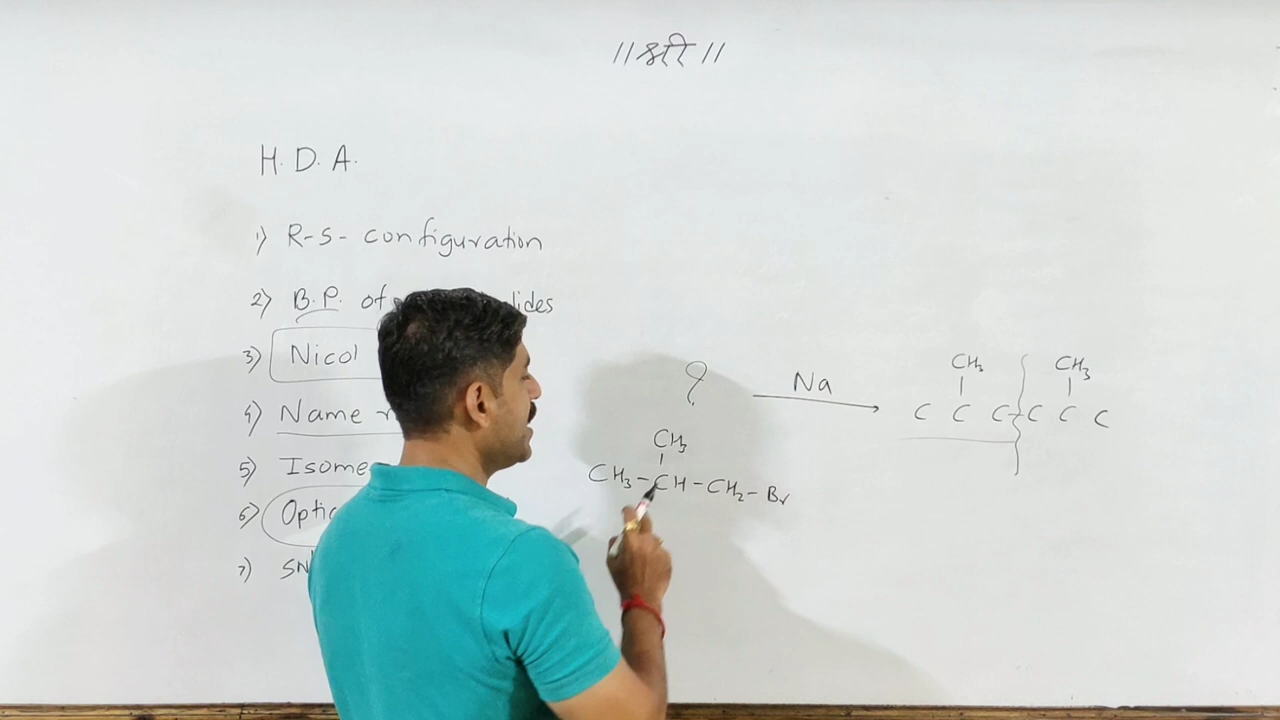 ॥ श्री ॥
H. D. A.
1) R-S- configuration
2) B.P. of lides
3) Nicol
4) Name
5) Isome
6) Optic
7) SN
? Na
CH3
CH3-CH-CH2-Br
CH3 CH3
C C C-C C C